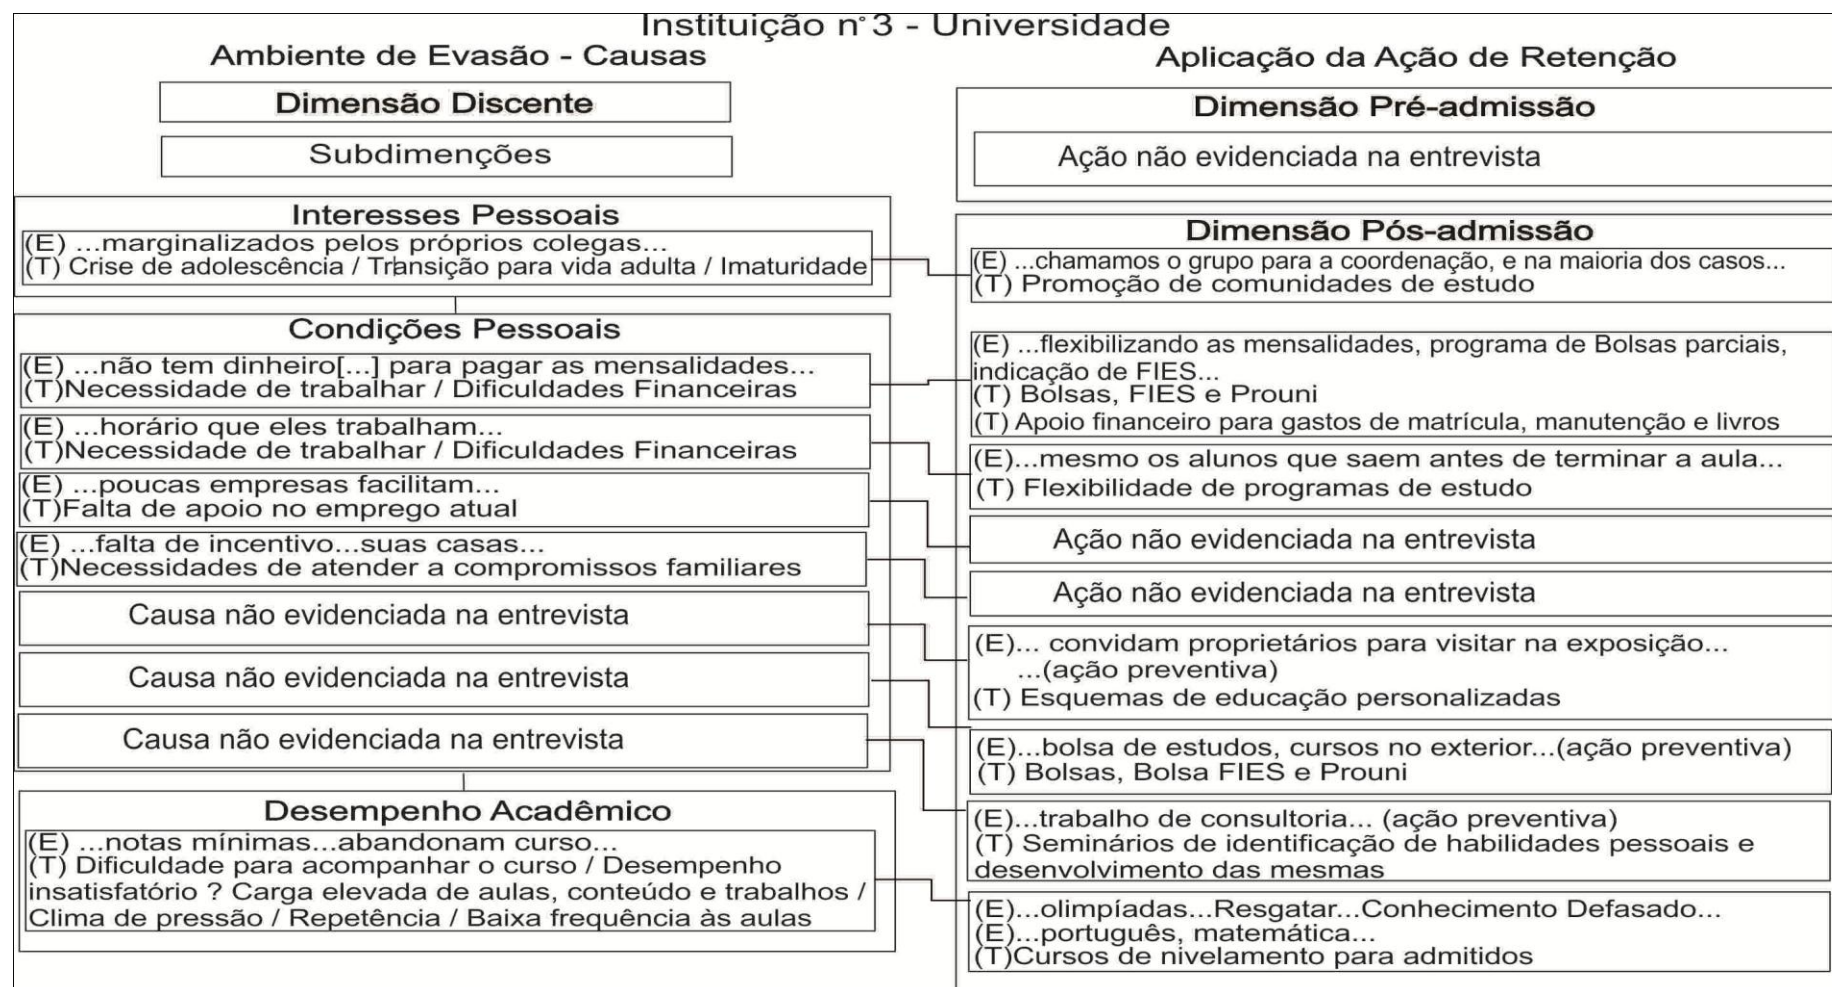 Instituição n°3 - Universidade
Ambiente de Evasão - Causas
Dimensão Discente
Subdimenções
Interesses Pessoais
(E) ...marginalizados pelos próprios colegas...
(T) Crise de adolescência / Transição para vida adulta / Imaturidade
Condições Pessoais
(E) ...não tem dinheiro[...] para pagar as mensalidades...
(T)Necessidade de trabalhar / Dificuldades Financeiras
(E) ...horário que eles trabalham...
(T)Necessidade de trabalhar / Dificuldades Financeiras
(E) ...poucas empresas facilitam...
(T)Falta de apoio no emprego atual
(E) ...falta de incentivo...suas casas...
(T)Necessidades de atender a compromissos familiares
Causa não evidenciada na entrevista
Causa não evidenciada na entrevista
Causa não evidenciada na entrevista
Desempenho Acadêmico
(E) ...notas mínimas...abandonam curso...
(T) Dificuldade para acompanhar o curso / Desempenho
insatisfatório ? Carga elevada de aulas, conteúdo e trabalhos /
Clima de pressão / Repetência / Baixa frequência às aulas
Aplicação da Ação de Retenção
Dimensão Pré-admissão
Ação não evidenciada na entrevista
Dimensão Pós-admissão
(E) ...chamamos o grupo para a coordenação, e na maioria dos casos...
(T) Promoção de comunidades de estudo
(E) ...flexibilizando as mensalidades, programa de Bolsas parciais,
indicação de FIES...
(T) Bolsas, FIES e Prouni
(T) Apoio financeiro para gastos de matrícula, manutenção e livros
(E)...mesmo os alunos que saem antes de terminar a aula...
(T) Flexibilidade de programas de estudo
Ação não evidenciada na entrevista
Ação não evidenciada na entrevista
(E)... convidam proprietários para visitar na exposição...
...(ação preventiva)
(T) Esquemas de educação personalizadas
(E)...bolsa de estudos, cursos no exterior...(ação preventiva)
(T) Bolsas, Bolsa FIES e Prouni
(E)...trabalho de consultoria... (ação preventiva)
(T) Seminários de identificação de habilidades pessoais e
desenvolvimento das mesmas
(E)...olimpíadas...Resgatar...Conhecimento Defasado...
(E)...português, matemática...
(T)Cursos de nivelamento para admitidos